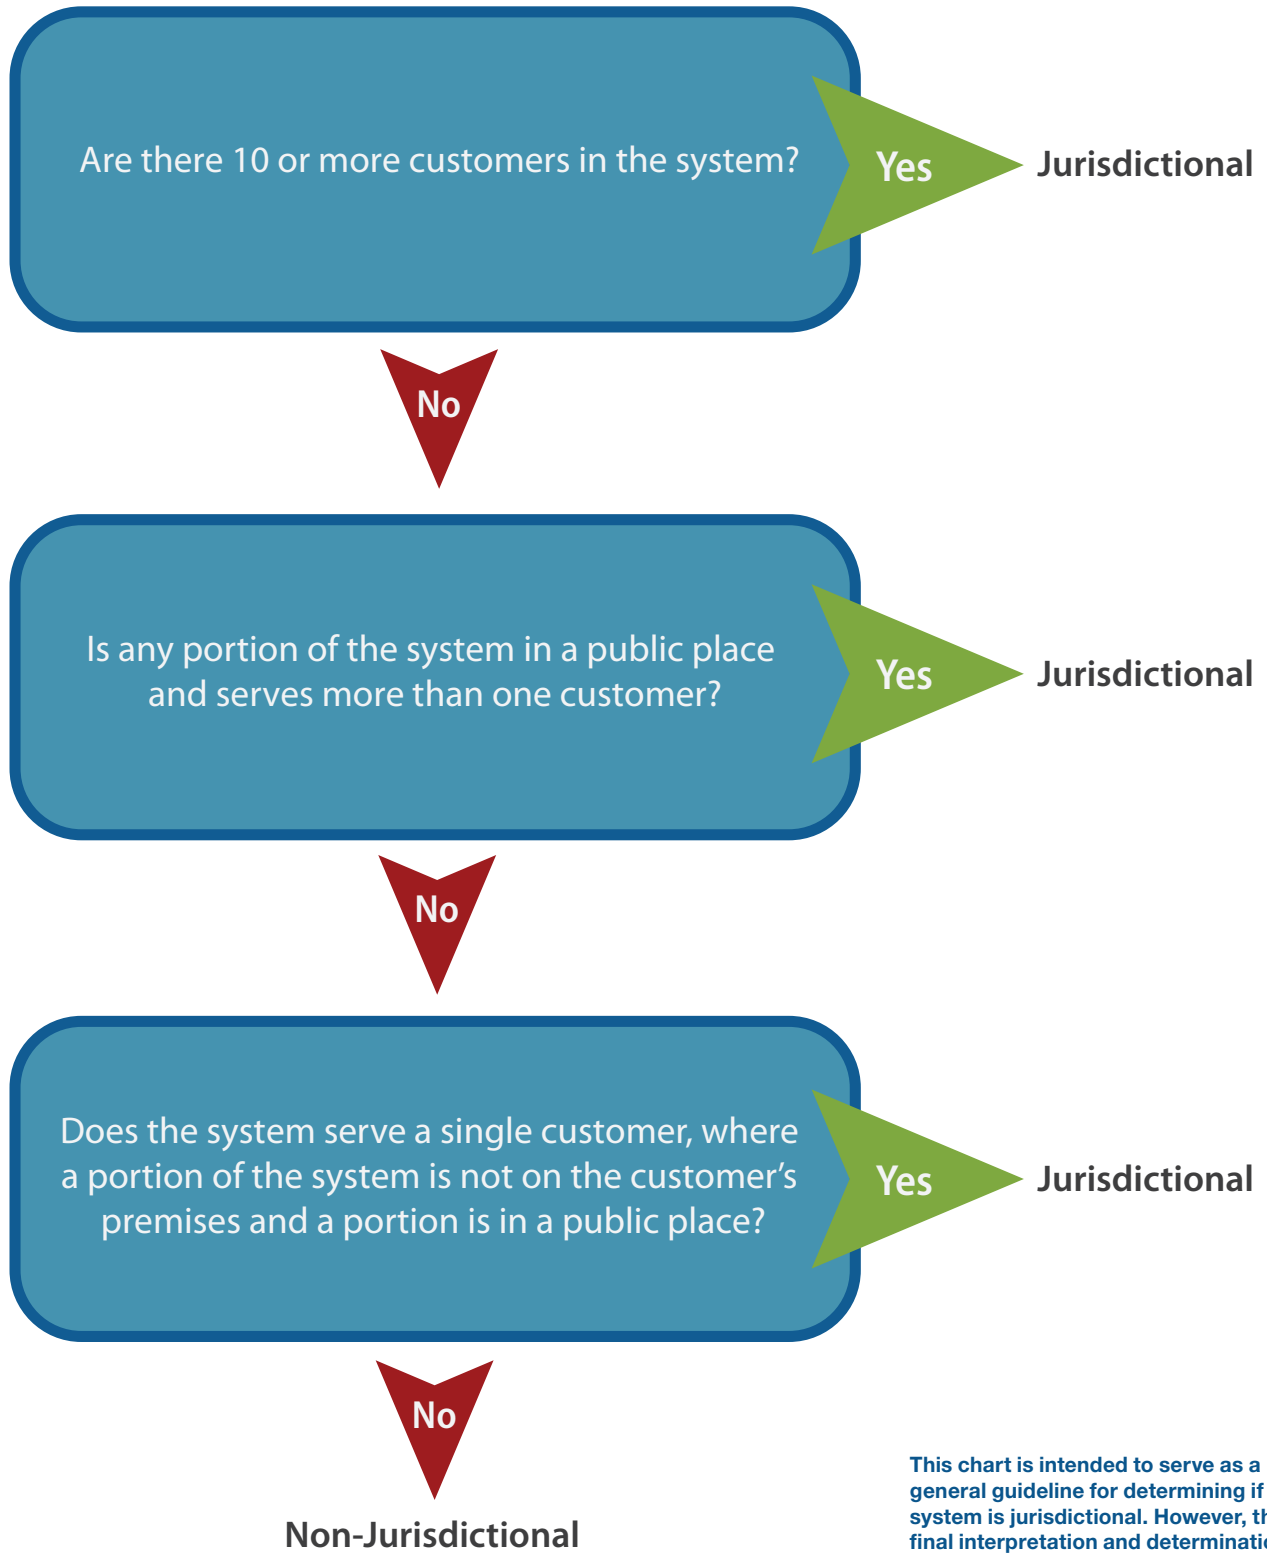 Are there 10 or more customers in the system?
Yes
Jurisdictional
No
Is any portion of the system in a public place
and serves more than one customer?
Yes
Jurisdictional
No
Does the system serve a single customer, where
a portion of the system is not on the customer’s
premises and a portion is in a public place?
Yes
Jurisdictional
No
Non-Jurisdictional
This chart is intended to serve as a
general guideline for determining if
system is jurisdictional. However,
final interpretation and